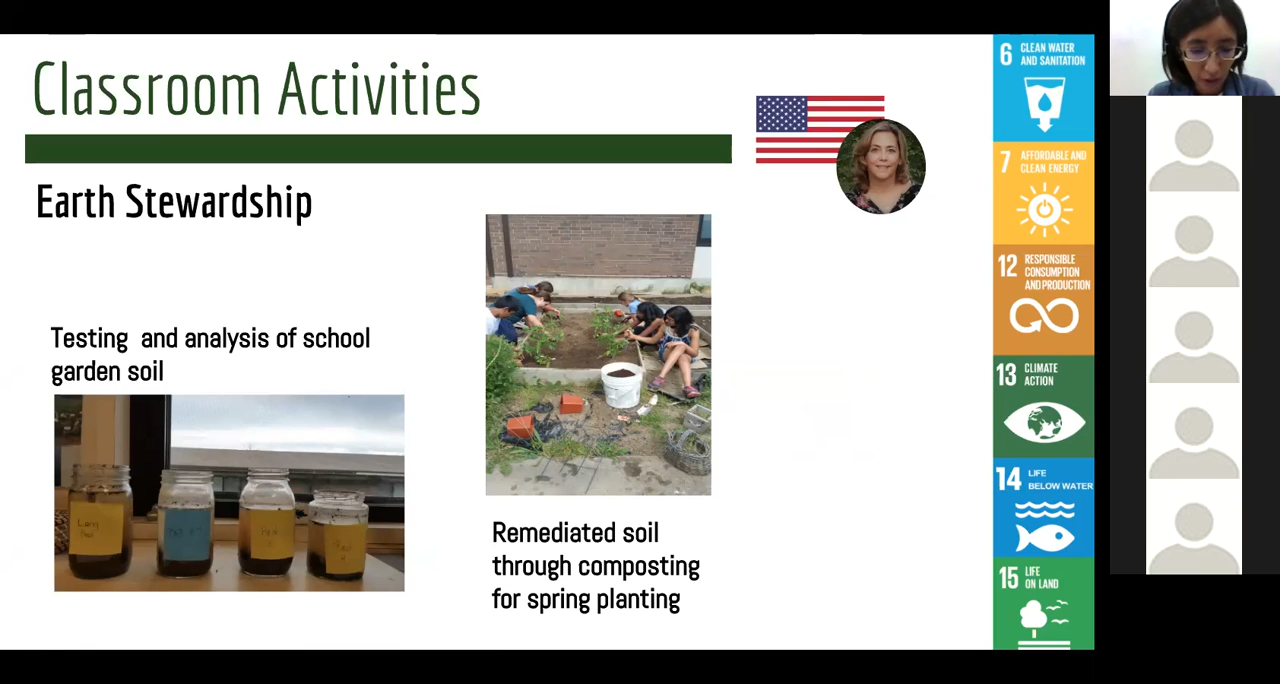 Classroom Activities
Earth Stewardship
Testing and analysis of school
garden soil
Remediated soil
through composting
for spring planting
6 CLEAN WATER
AND SANITATION
7 AFFORDABLE AND
CLEAN ENERGY
12 RESPONSIBLE
CONSUMPTION
AND PRODUCTION
13 CLIMATE
ACTION
14 LIFE
BELOW WATER
15 LIFE
ON LAND